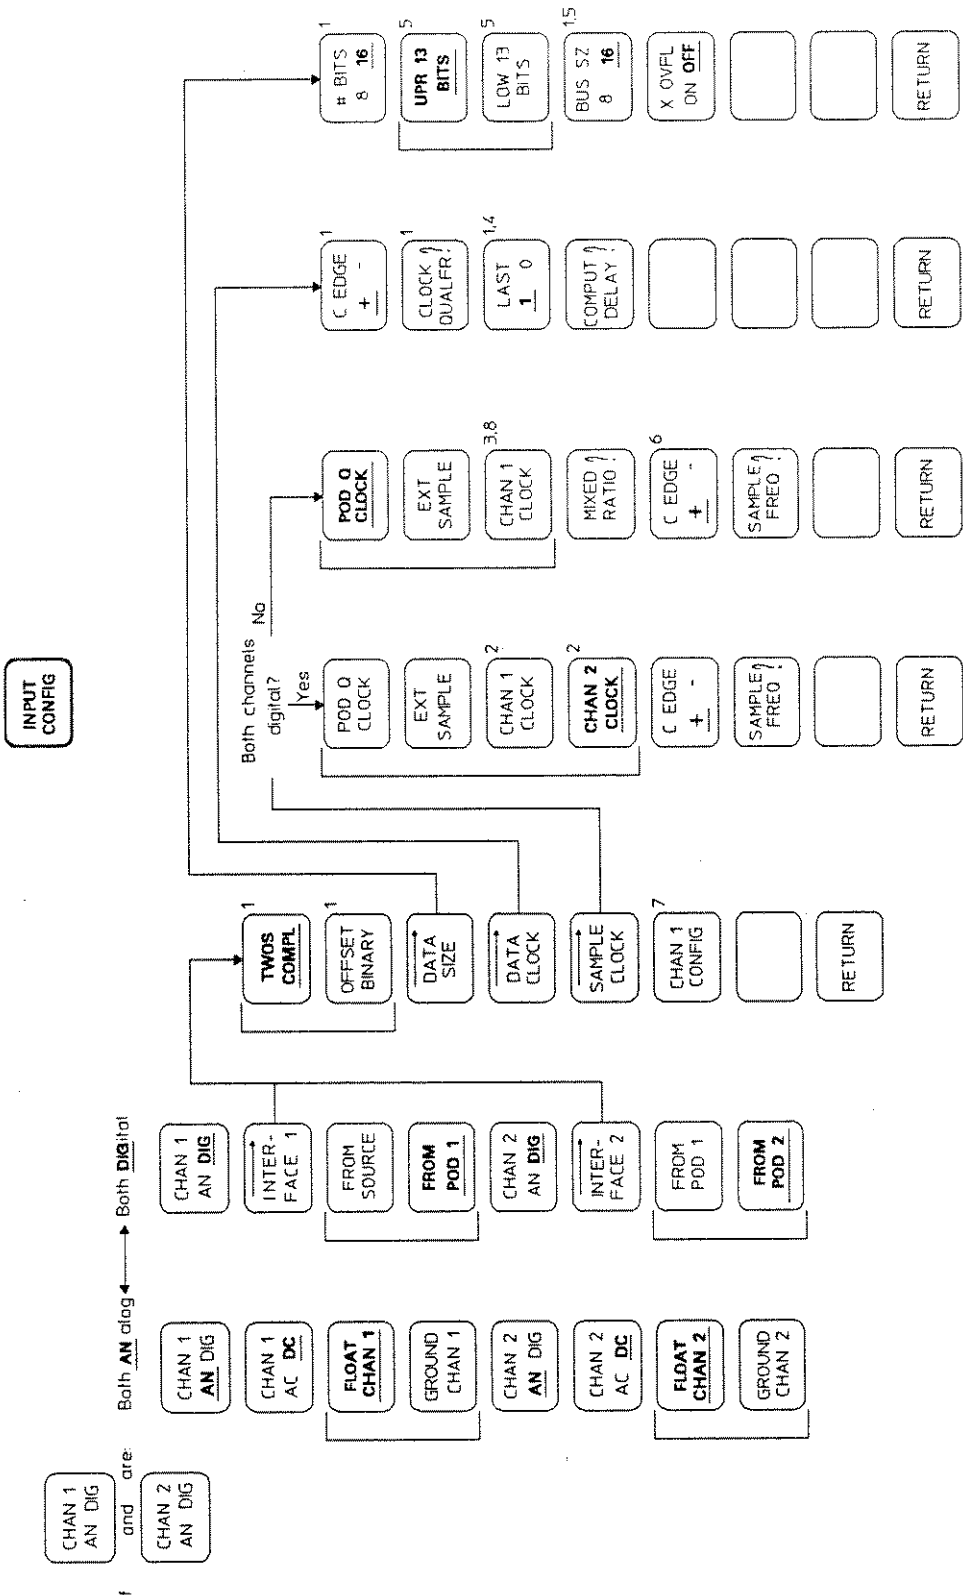 INPUT
CONFIG
f
CHAN 1
AN DIG
and are:
CHAN 2
AN DIG
Both AN alog
Both DIGital
CHAN 1
AN DIG
CHAN 1
AC DC
FLOAT
CHAN 1
GROUND
CHAN 1
CHAN 2
AN DIG
CHAN 2
AC DC
FLOAT
CHAN 2
GROUND
CHAN 2
CHAN 1
AN DIG
INTER-
FACE 1
FROM
SOURCE
FROM
POD 1
CHAN 2
AN DIG
INTER-
FACE 2
FROM
POD 1
FROM
POD 2
1
TWOS
COMPL
1
OFFSET
BINARY
DATA
SIZE
DATA
CLOCK
SAMPLE
CLOCK
7
CHAN 1
CONFIG
RETURN
Both channels
digital?
Yes
No
POD Q
CLOCK
EXT
SAMPLE
2
CHAN 1
CLOCK
2
CHAN 2
CLOCK
C EDGE
+ -
SAMPLE ?
FREQ
RETURN
POD Q
CLOCK
EXT
SAMPLE
3,8
CHAN 1
CLOCK
MIXED ?
RATIO
6
C EDGE
+ -
SAMPLE ?
FREQ
RETURN
1
C EDGE
+ -
1
CLOCK ?
QUALFR
1,4
LAST
1 0
COMPUT ?
DELAY
RETURN
1
# BITS
8 16
5
UPR 13
BITS
5
LOW 13
BITS
1,5
BUS SZ
8 16
X OVFL
ON OFF
RETURN